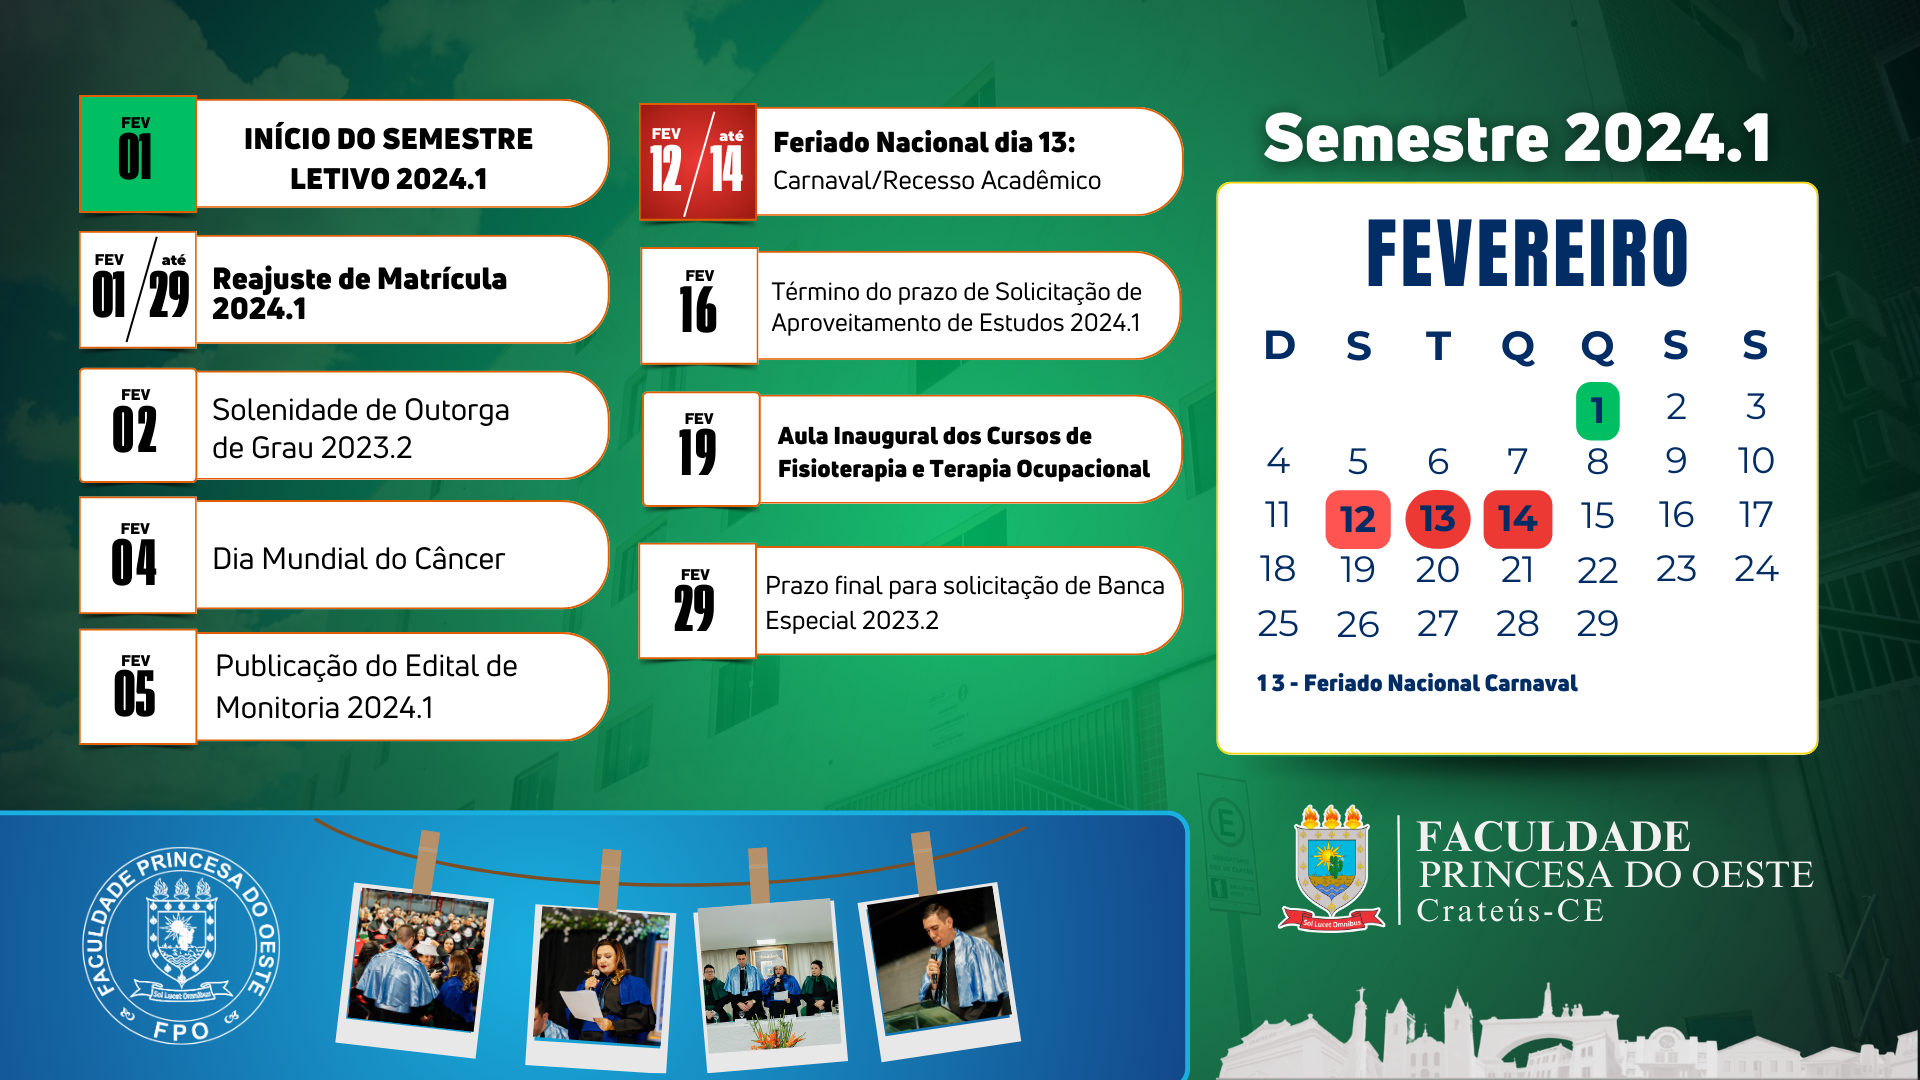 FEV
01
INÍCIO DO SEMESTRE
LETIVO 2024.1
FEV até
01/29
Reajuste de Matrícula
2024.1
FEV
02
Solenidade de Outorga
de Grau 2023.2
FEV
04
Dia Mundial do Câncer
FEV
05
Publicação do Edital de
Monitoria 2024.1
FEV até
12/14
Feriado Nacional dia 13:
Carnaval/Recesso Acadêmico
FEV
16
Término do prazo de Solicitação de
Aproveitamento de Estudos 2024.1
FEV
19
Aula Inaugural dos Cursos de
Fisioterapia e Terapia Ocupacional
FEV
29
Prazo final para solicitação de Banca
Especial 2023.2
Semestre 2024.1
FEVEREIRO
D S T Q Q S S
1 2 3
4 5 6 7 8 9 10
11 12 13 14 15 16 17
18 19 20 21 22 23 24
25 26 27 28 29
13 - Feriado Nacional Carnaval
FACULDADE PRINCESA DO OESTE
Sol Lucet Omnibus
FPO
E
Sol Lucet Omnibus
FACULDADE
PRINCESA DO OESTE
Crateús-CE